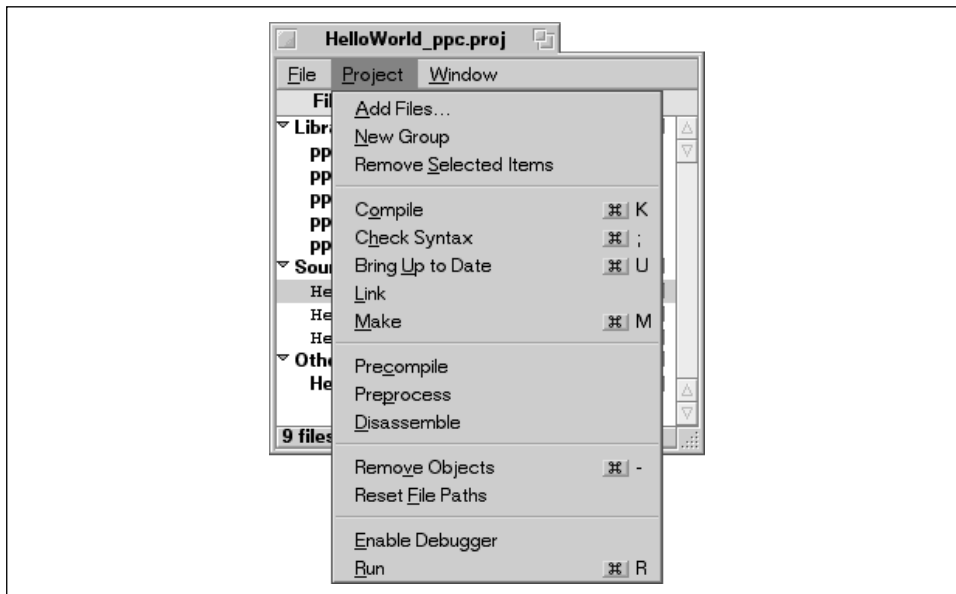 HelloWorld_ppc.proj
File Project Window
Add Files...
New Group
Remove Selected Items
Compile ⌘ K
Check Syntax ⌘ ;
Bring Up to Date ⌘ U
Link
Make ⌘ M
Precompile
Preprocess
Disassemble
Remove Objects ⌘ -
Reset File Paths
Enable Debugger
Run ⌘ R
9 files